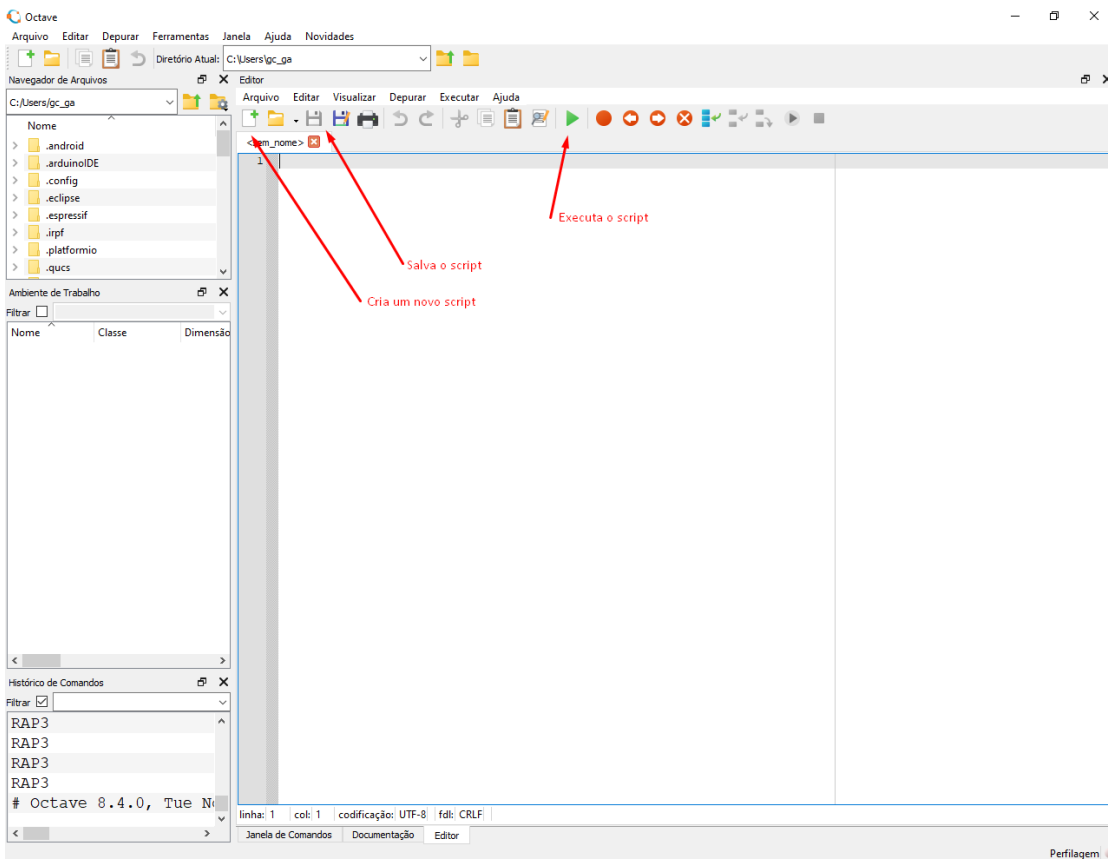 Octave
Arquivo Editar Depurar Ferramentas Janela Ajuda Novidades
Diretório Atual: C:\Users\gc_ga
Navegador de Arquivos
C:/Users/gc_ga
Nome
.android
.arduinoIDE
.config
.eclipse
.espressif
.irpf
.platformio
.qucs
Ambiente de Trabalho
Filtrar
Nome Classe Dimensão
Histórico de Comandos
Filtrar
RAP3
RAP3
RAP3
RAP3
# Octave 8.4.0, Tue No
Editor
Arquivo Editar Visualizar Depurar Executar Ajuda
1
Executa o script
Salva o script
Cria um novo script
linha: 1 col: 1 codificação: UTF-8 fdl: CRLF
Janela de Comandos Documentação Editor
Perfilagem